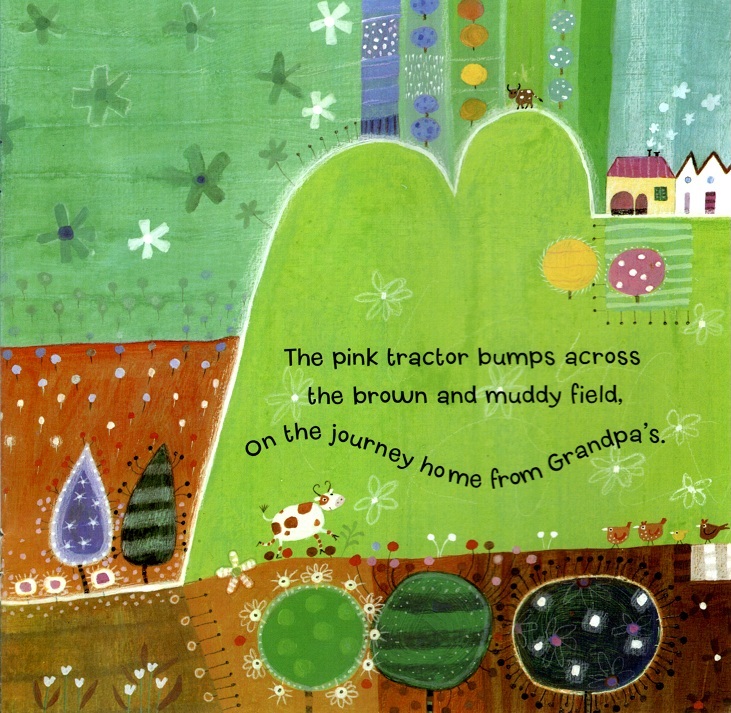 The pink tractor bumps across
the brown and muddy field,
On the journey home from Grandpa's.